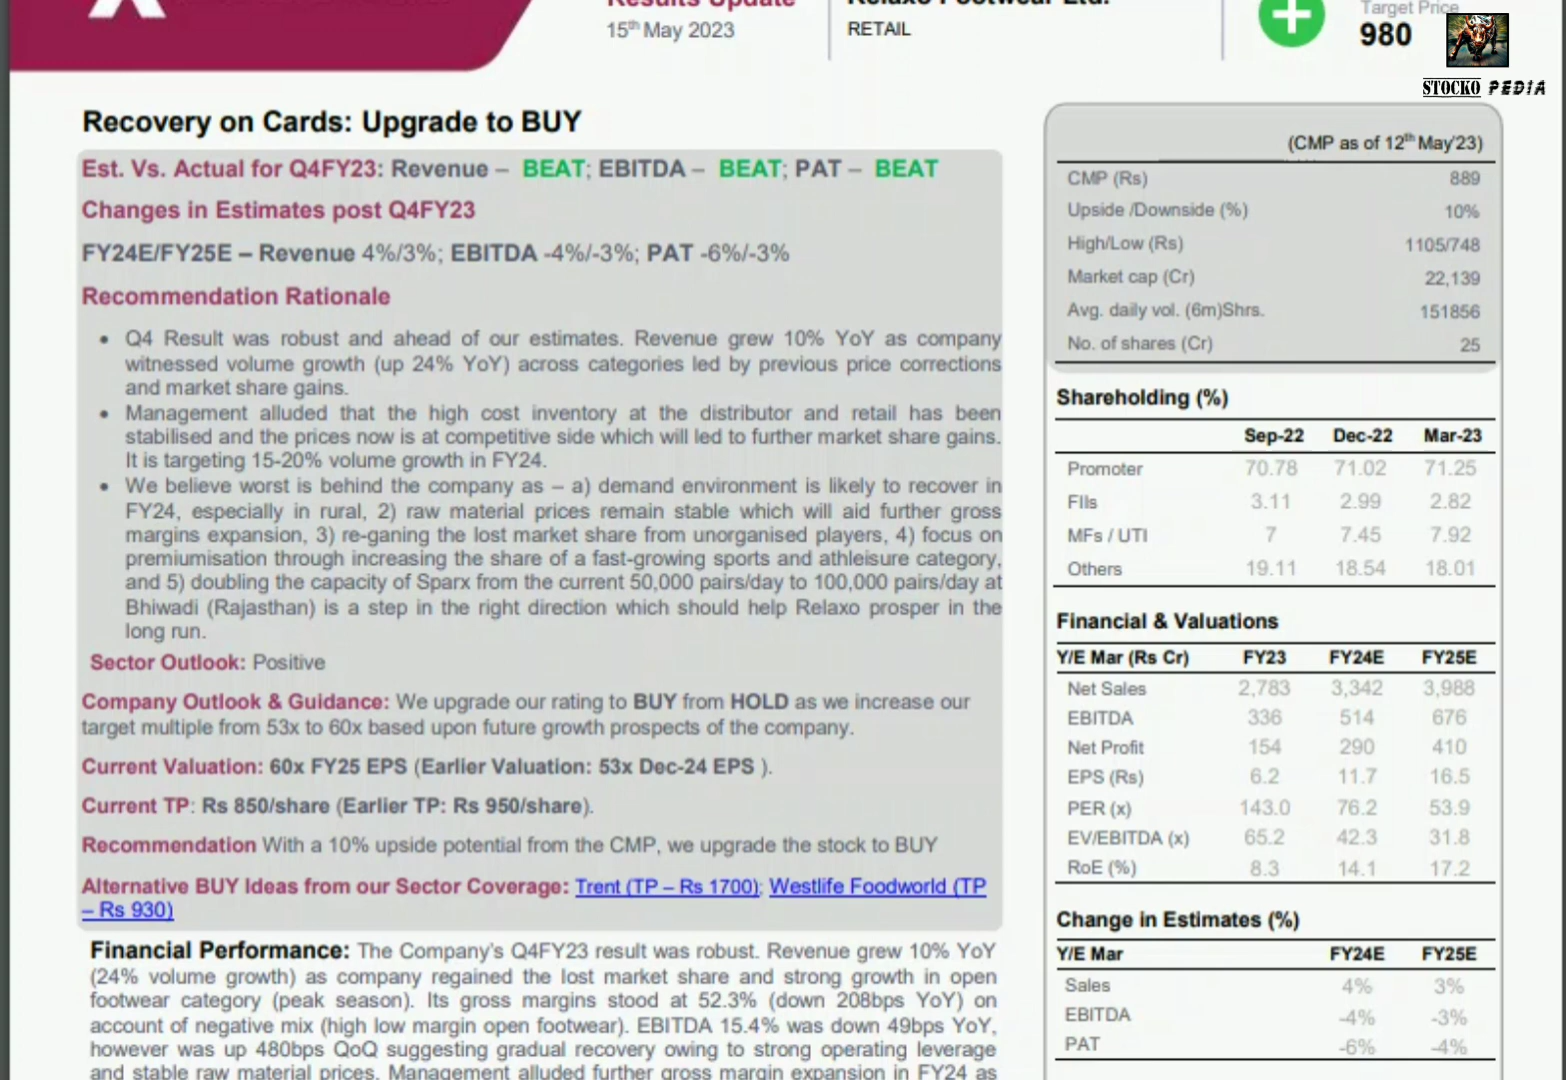 Results Update
Relaxo Footwear Ltd.
Target Price
15th May 2023
RETAIL
980
STOCKO PEDIA
Recovery on Cards: Upgrade to BUY
(CMP as of 12th May'23)
Est. Vs. Actual for Q4FY23: Revenue – BEAT; EBITDA – BEAT; PAT – BEAT
Changes in Estimates post Q4FY23
FY24E/FY25E – Revenue 4%/3%; EBITDA -4%/-3%; PAT -6%/-3%
Recommendation Rationale
• Q4 Result was robust and ahead of our estimates. Revenue grew 10% YoY as company
witnessed volume growth (up 24% YoY) across categories led by previous price corrections
and market share gains.
• Management alluded that the high cost inventory at the distributor and retail has been
stabilised and the prices now is at competitive side which will led to further market share gains.
It is targeting 15-20% volume growth in FY24.
• We believe worst is behind the company as – a) demand environment is likely to recover in
FY24, especially in rural, 2) raw material prices remain stable which will aid further gross
margins expansion, 3) re-ganing the lost market share from unorganised players, 4) focus on
premiumisation through increasing the share of a fast-growing sports and athleisure category,
and 5) doubling the capacity of Sparx from the current 50,000 pairs/day to 100,000 pairs/day at
Bhiwadi (Rajasthan) is a step in the right direction which should help Relaxo prosper in the
long run.
Sector Outlook: Positive
Company Outlook & Guidance: We upgrade our rating to BUY from HOLD as we increase our
target multiple from 53x to 60x based upon future growth prospects of the company.
Current Valuation: 60x FY25 EPS (Earlier Valuation: 53x Dec-24 EPS ).
Current TP: Rs 850/share (Earlier TP: Rs 950/share).
Recommendation With a 10% upside potential from the CMP, we upgrade the stock to BUY
Alternative BUY Ideas from our Sector Coverage: Trent (TP – Rs 1700); Westlife Foodworld (TP
– Rs 930)
Financial Performance: The Company's Q4FY23 result was robust. Revenue grew 10% YoY
(24% volume growth) as company regained the lost market share and strong growth in open
footwear category (peak season). Its gross margins stood at 52.3% (down 208bps YoY) on
account of negative mix (high low margin open footwear). EBITDA 15.4% was down 49bps YoY,
however was up 480bps QoQ suggesting gradual recovery owing to strong operating leverage
and stable raw material prices. Management alluded further gross margin expansion in FY24 as
CMP (Rs) 889
Upside /Downside (%) 10%
High/Low (Rs) 1105/748
Market cap (Cr) 22,139
Avg. daily vol. (6m)Shrs. 151856
No. of shares (Cr) 25
Shareholding (%)
Sep-22 Dec-22 Mar-23
Promoter 70.78 71.02 71.25
FIIs 3.11 2.99 2.82
MFs / UTI 7 7.45 7.92
Others 19.11 18.54 18.01
Financial & Valuations
Y/E Mar (Rs Cr) FY23 FY24E FY25E
Net Sales 2,783 3,342 3,988
EBITDA 336 514 676
Net Profit 154 290 410
EPS (Rs) 6.2 11.7 16.5
PER (x) 143.0 76.2 53.9
EV/EBITDA (x) 65.2 42.3 31.8
RoE (%) 8.3 14.1 17.2
Change in Estimates (%)
Y/E Mar FY24E FY25E
Sales 4% 3%
EBITDA -4% -3%
PAT -6% -4%